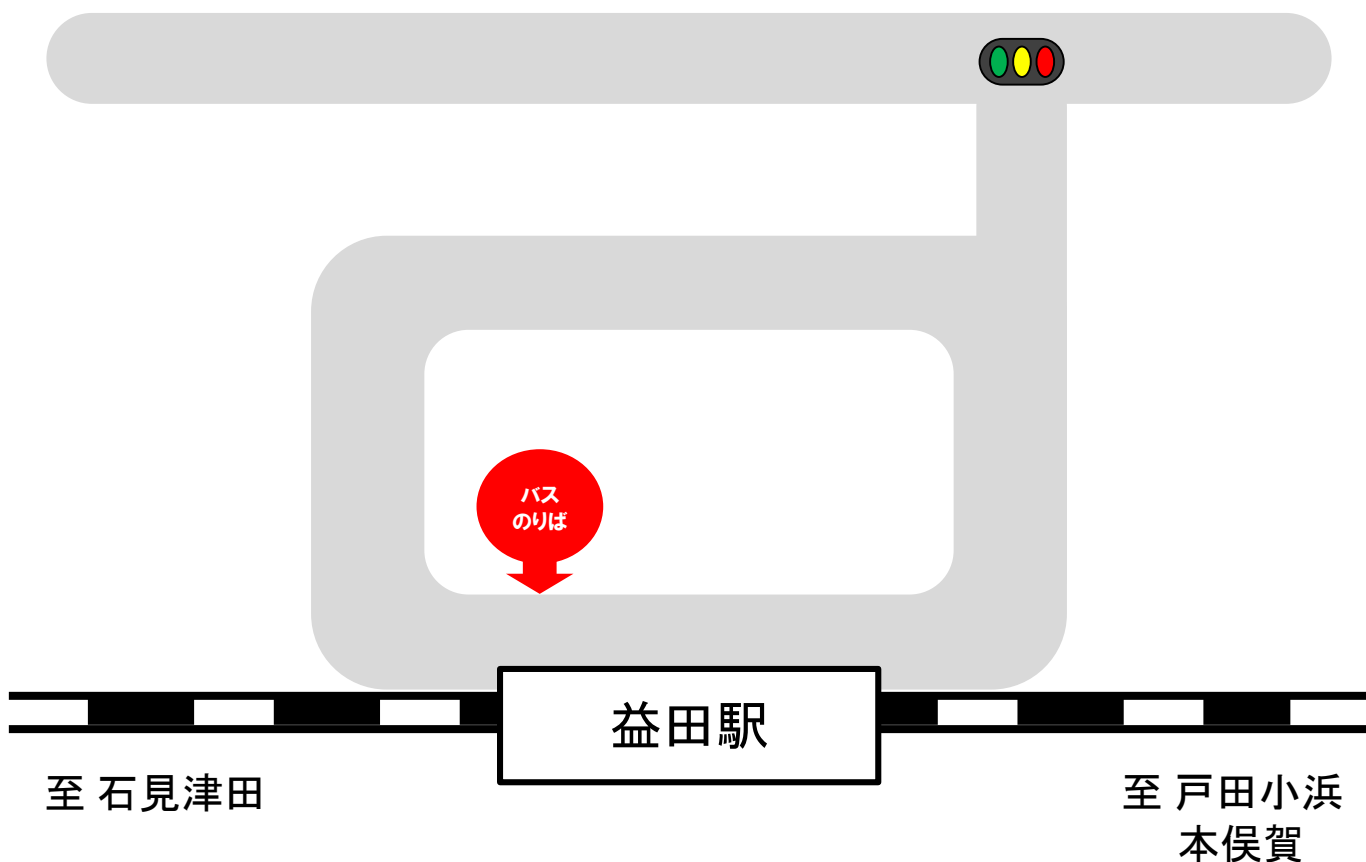 バス
のりば
益田駅
至 石見津田
至 戸田小浜
本俣賀